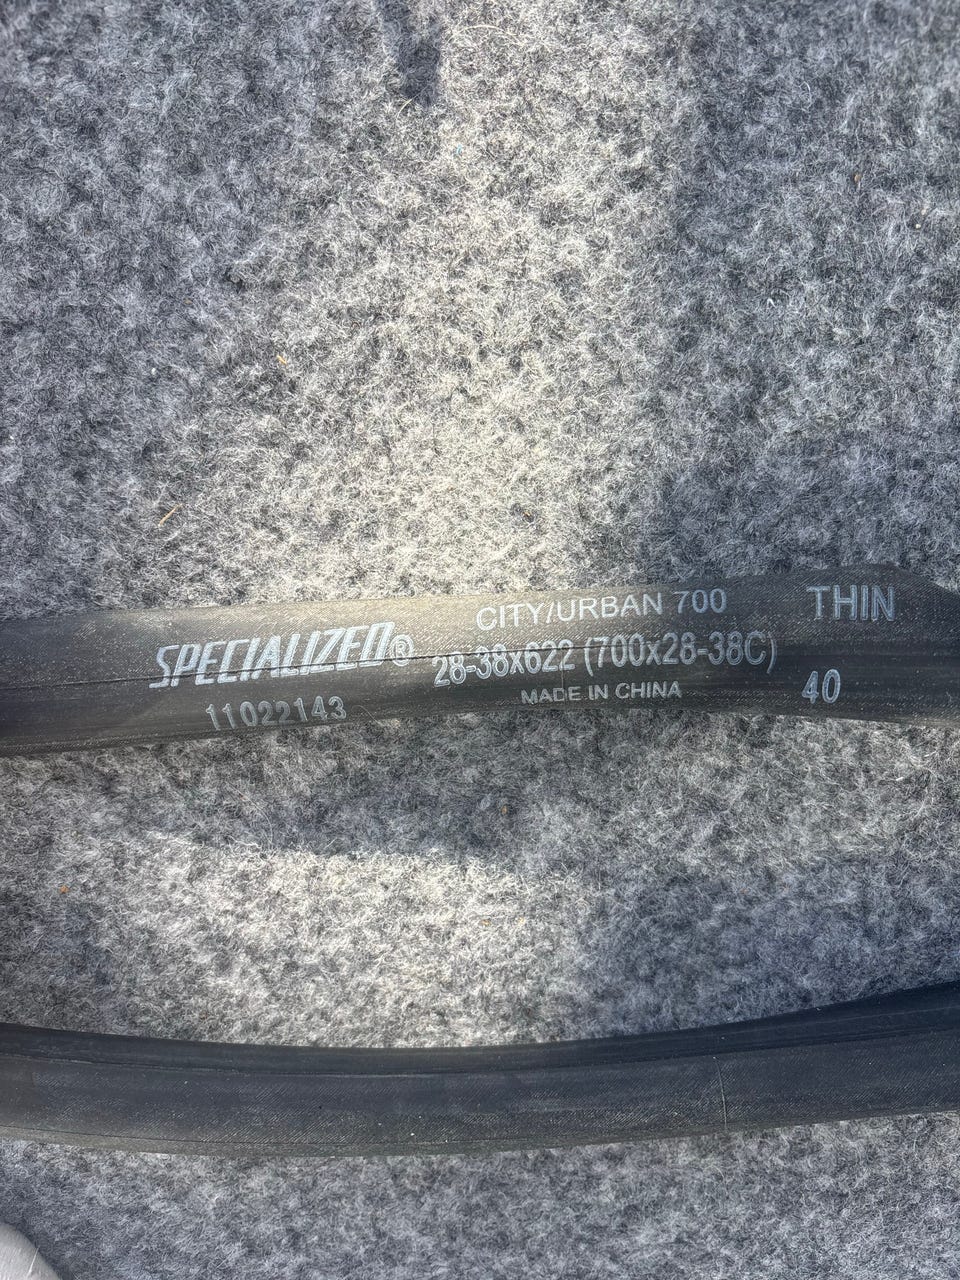 SPECIALIZED®
11022143
CITY/URBAN 700
28-38x622 (700x28-38C)
MADE IN CHINA
THIN
40